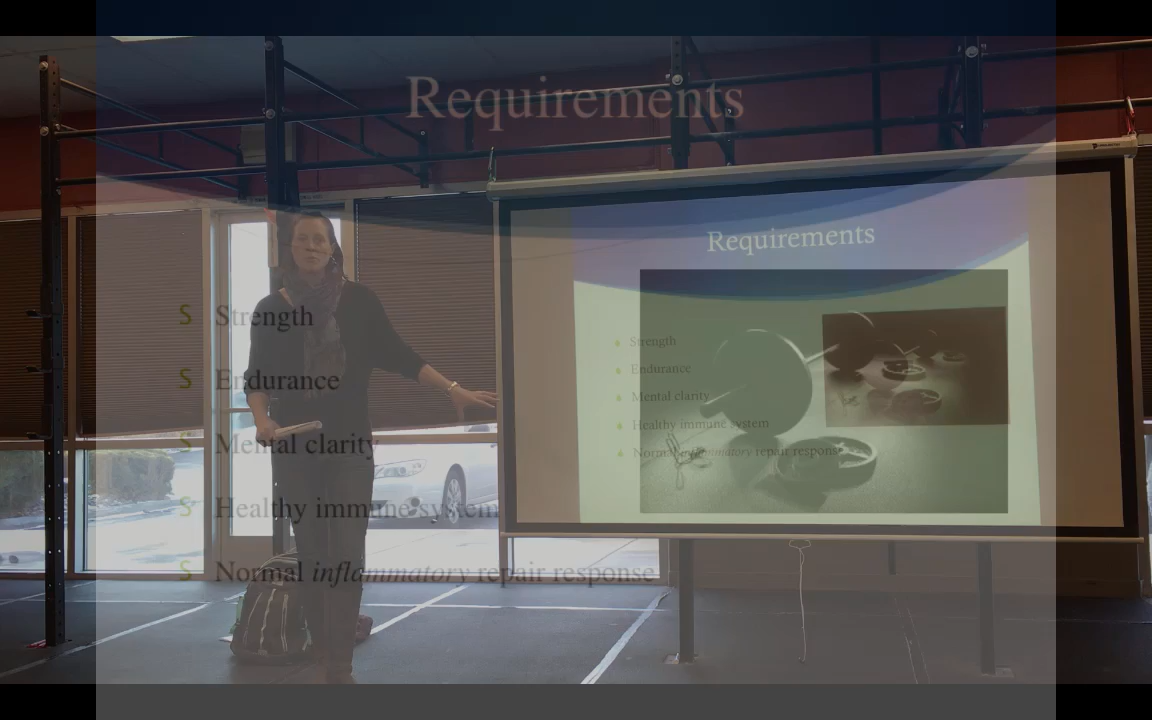 Requirements
Strength
Endurance
Mental clarity
Healthy immune system
Normal inflammatory repair response
Requirements
Strength
Endurance
Mental clarity
Healthy immune system
Normal inflammatory repair response